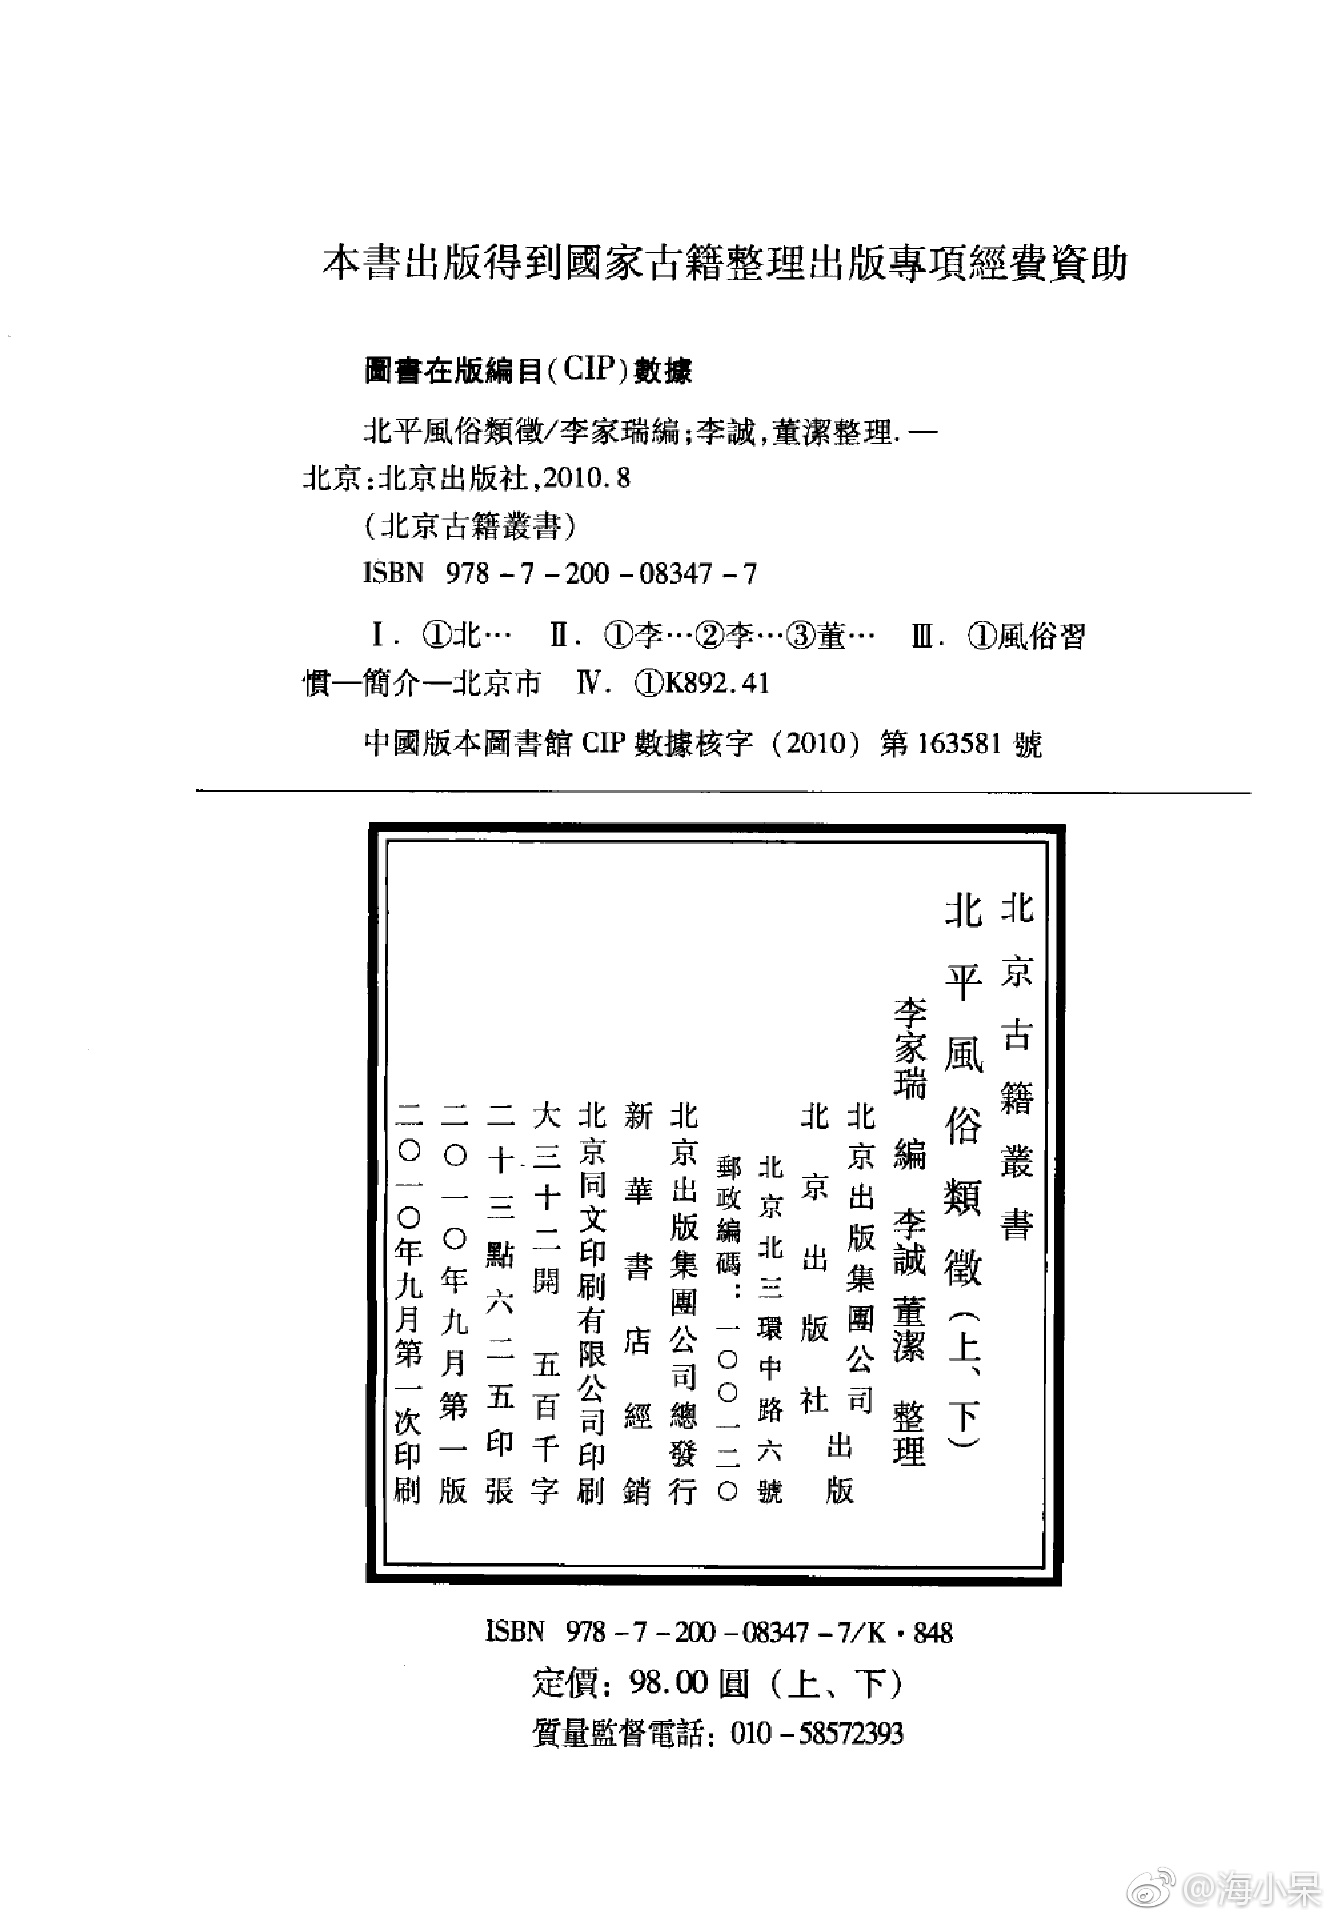 本書出版得到國家古籍整理出版專項經費資助
圖書在版編目(CIP)數據
北平風俗類徵/李家瑞編;李誠,董潔整理.—
北京:北京出版社,2010.8
(北京古籍叢書)
ISBN 978-7-200-08347-7
Ⅰ. ①北… Ⅱ. ①李…②李…③董… Ⅲ. ①風俗習
慣—簡介—北京市 Ⅳ. ①K892.41
中國版本圖書館CIP數據核字(2010)第163581號
北京古籍叢書
北平風俗類徵(上、下)
李家瑞 編 李誠 董潔 整理
北京出版集團公司
北京出版社
出版
北京北三環中路六號
郵政編碼:一〇〇一二〇
北京出版集團公司總發行
新華書店經銷
北京同文印刷有限公司印刷
大三十二開 五百千字
二十三點六二五印張
二〇一〇年九月第一版
二〇一〇年九月第一次印刷
ISBN 978-7-200-08347-7/K·848
定價: 98.00圓(上、下)
質量監督電話: 010-58572393
@海小呆